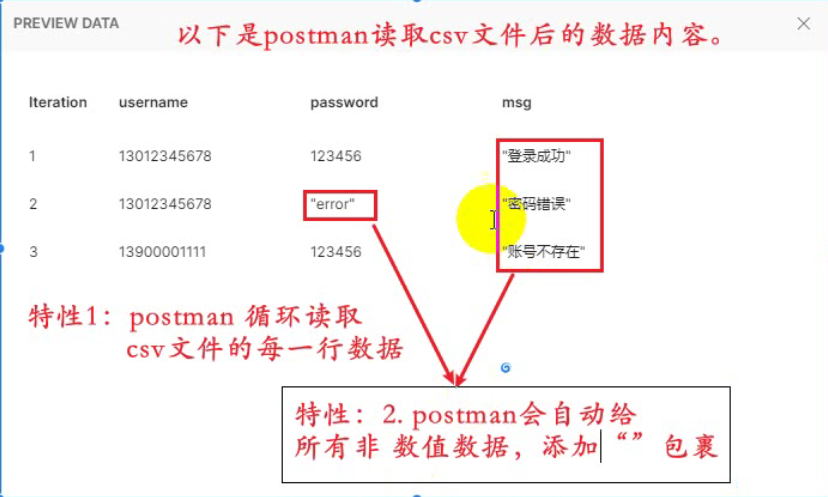 PREVIEW DATA
以下是postman读取csv文件后的数据内容。
Iteration username password msg
1 13012345678 123456 "登录成功"
2 13012345678 "error" "密码错误"
3 13900001111 123456 "账号不存在"
特性1：postman 循环读取
csv文件的每一行数据
特性：2. postman会自动给
所有非 数值数据，添加“”包裹